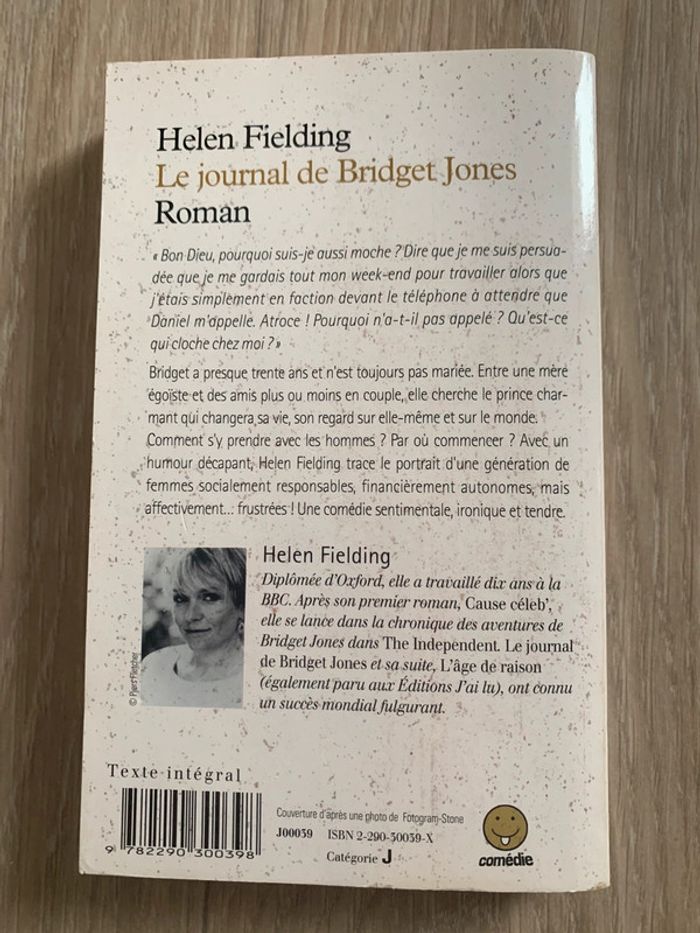 Helen Fielding
Le journal de Bridget Jones
Roman
« Bon Dieu, pourquoi suis-je aussi moche ? Dire que je me suis persua-
dée que je me gardais tout mon week-end pour travailler alors que
j'étais simplement en faction devant le téléphone à attendre que
Daniel m'appelle. Atroce ! Pourquoi n'a-t-il pas appelé ? Qu'est-ce
qui cloche chez moi ? »
Bridget a presque trente ans et n'est toujours pas mariée. Entre une mère
égoïste et des amis plus ou moins en couple, elle cherche le prince char-
mant qui changera sa vie, son regard sur elle-même et sur le monde.
Comment s'y prendre avec les hommes ? Par où commencer ? Avec un
humour décapant, Helen Fielding trace le portrait d'une génération de
femmes socialement responsables, financièrement autonomes, mais
affectivement... frustrées ! Une comédie sentimentale, ironique et tendre.
Helen Fielding
Diplômée d'Oxford, elle a travaillé dix ans à la
BBC. Après son premier roman, Cause céleb',
elle se lance dans la chronique des aventures de
Bridget Jones dans The Independent. Le journal
de Bridget Jones et sa suite, L'âge de raison
(également paru aux Éditions J'ai lu), ont connu
un succès mondial fulgurant.
© Piers Fletcher
Texte intégral
9 782290 300398
Couverture d'après une photo de Fotogram-Stone
J00039 ISBN 2-290-30039-X
Catégorie J
comédie